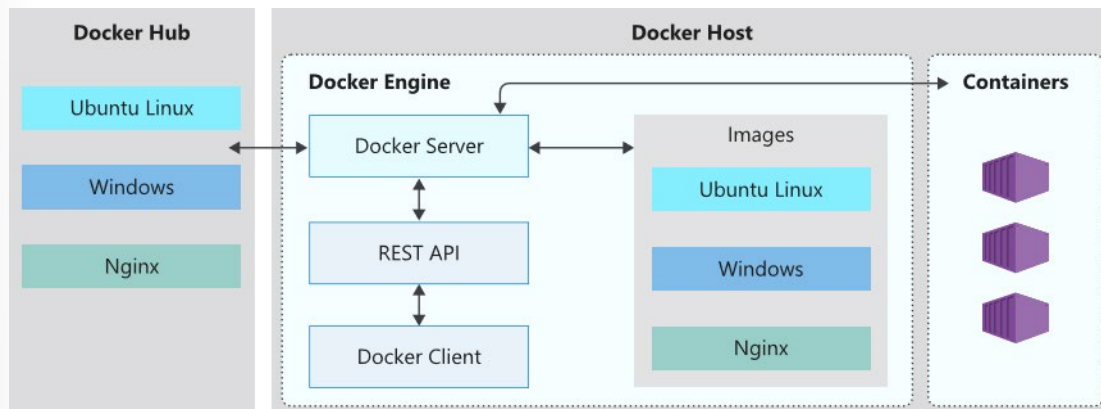 Docker Hub
Ubuntu Linux
Windows
Nginx
Docker Host
Docker Engine
Docker Server
REST API
Docker Client
Images
Ubuntu Linux
Windows
Nginx
Containers